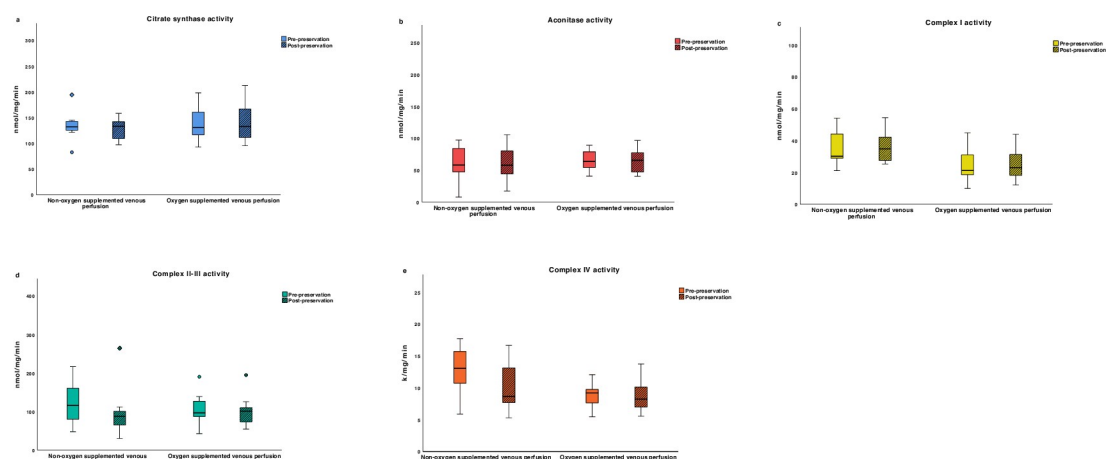 a
Citrate synthase activity
Pre-preservation
Post-preservation
nmol/mg/min
300
250
200
150
100
50
0
Non-oxygen supplemented venous perfusion
Oxygen supplemented venous perfusion
b
Aconitase activity
Pre-preservation
Post-preservation
nmol/mg/min
250
200
150
100
50
0
Non-oxygen supplemented venous perfusion
Oxygen supplemented venous perfusion
c
Complex I activity
Pre-preservation
Post-preservation
nmol/mg/min
100
80
60
40
20
0
Non-oxygen supplemented venous perfusion
Oxygen supplemented venous perfusion
d
Complex II-III activity
Pre-preservation
Post-preservation
nmol/mg/min
400
300
200
100
0
Non-oxygen supplemented venous
Oxygen supplemented venous perfusion
e
Complex IV activity
Pre-preservation
Post-preservation
k/mg/min
25
20
15
10
5
0
Non-oxygen supplemented venous perfusion
Oxygen supplemented venous perfusion